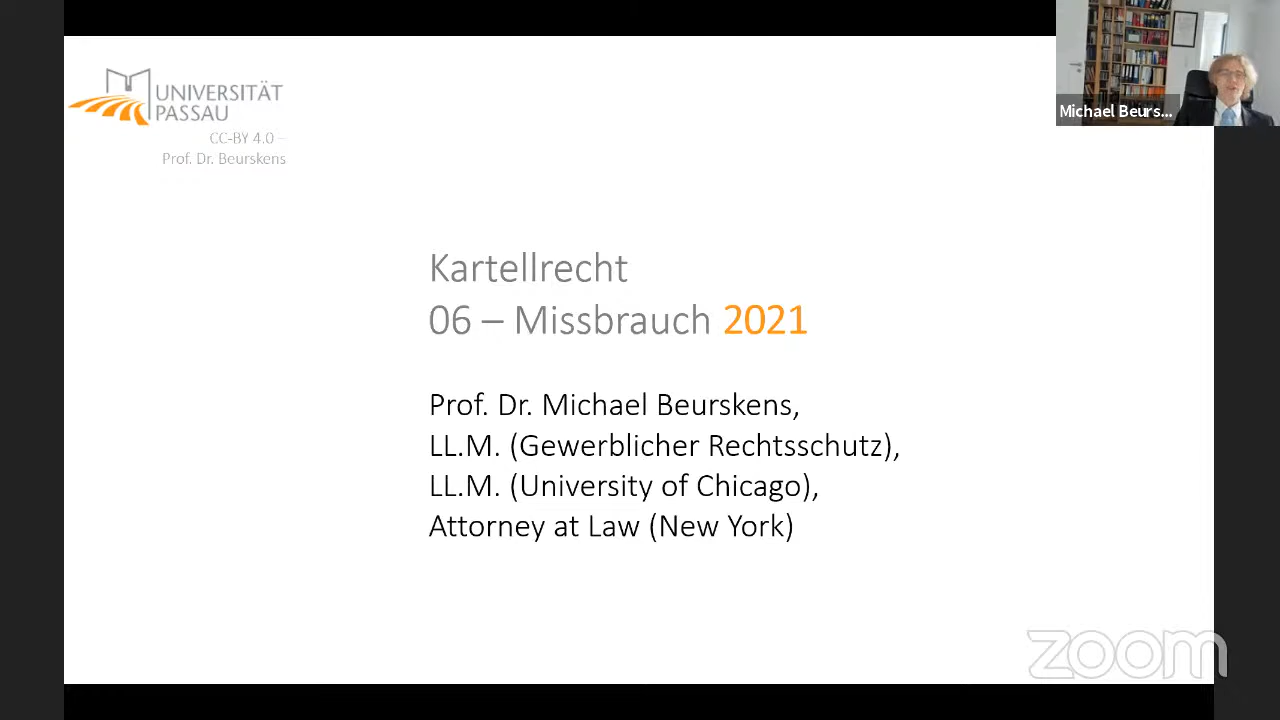 UNIVERSITÄT
PASSAU
CC-BY 4.0 –
Prof. Dr. Beurskens
Michael Beurs...
Kartellrecht
06 – Missbrauch 2021
Prof. Dr. Michael Beurskens,
LL.M. (Gewerblicher Rechtsschutz),
LL.M. (University of Chicago),
Attorney at Law (New York)
zoom